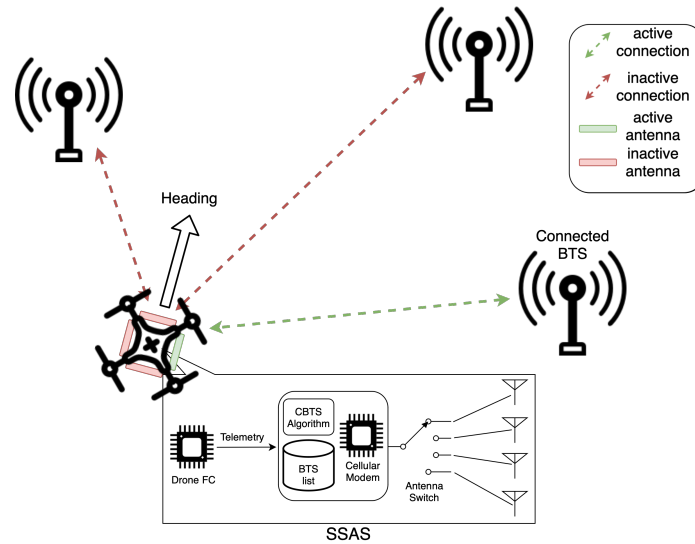 active
connection
inactive
connection
active
antenna
inactive
antenna
Heading
Connected
BTS
CBTS
Algorithm
Telemetry
BTS
list
Cellular
Modem
Drone FC
Antenna
Switch
SSAS